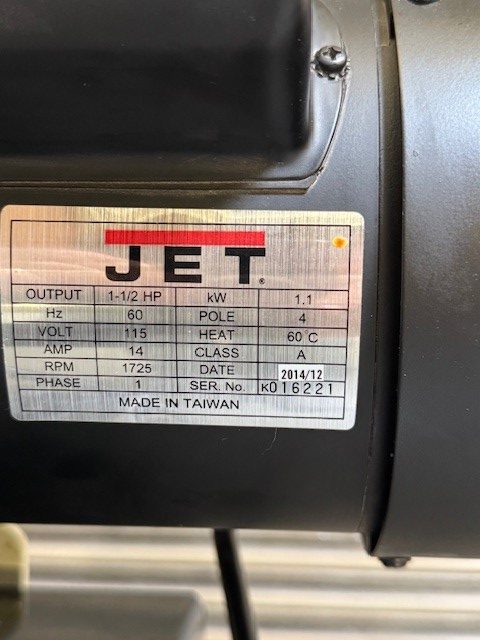 JET®
OUTPUT 1-1/2 HP kW 1.1
Hz 60 POLE 4
VOLT 115 HEAT 60°C
AMP 14 CLASS A
RPM 1725 DATE 2014/12
PHASE 1 SER. No. K016221
MADE IN TAIWAN